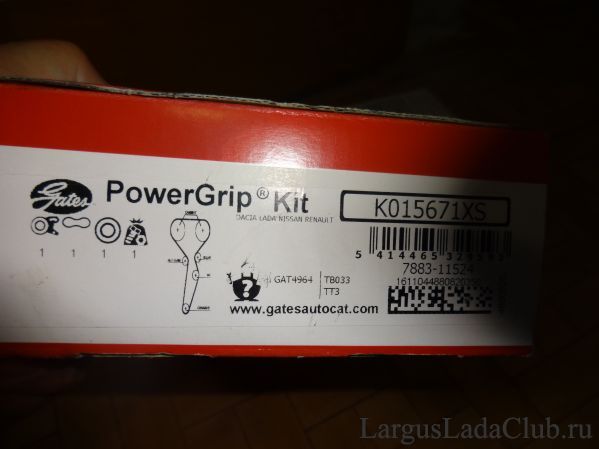 Gates
PowerGrip® Kit
DACIA LADA NISSAN RENAULT
K015671XS
1 1 1 1
7883-11524
GAT4964 TB033
TT3
www.gatesautocat.com
LargusLadaClub.ru